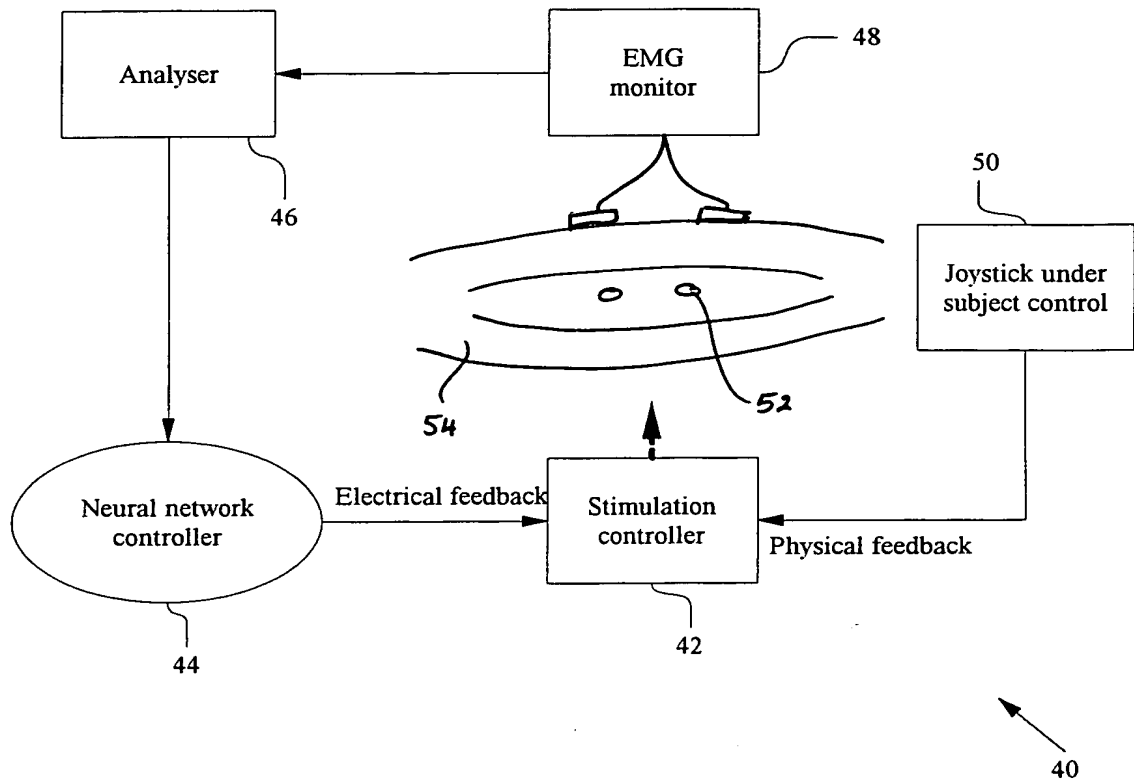 Analyser
EMG
monitor
48
46
50
Joystick under
subject control
54
52
Neural network
controller
Electrical feedback
Stimulation
controller
Physical feedback
44
42
40